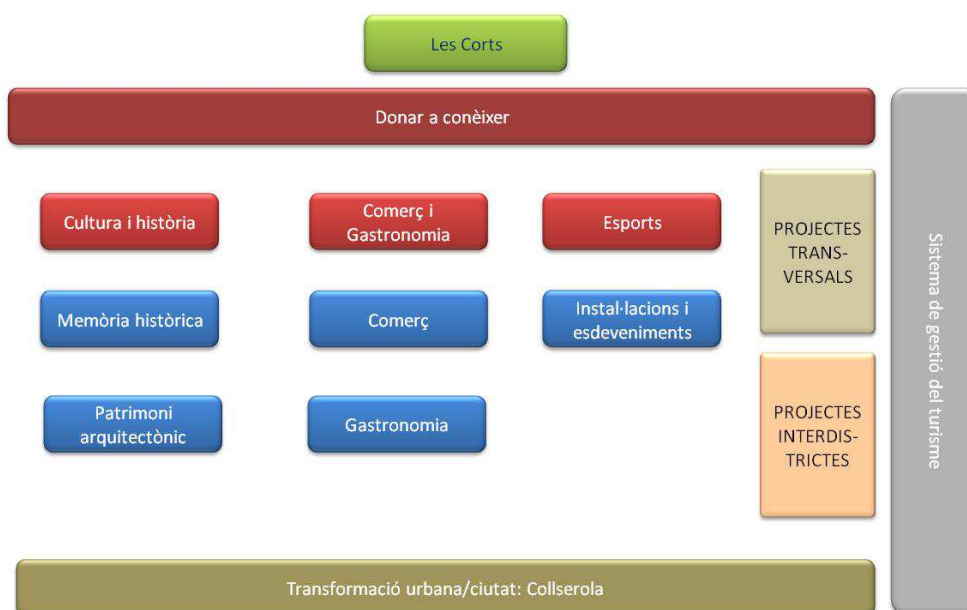 Les Corts
Donar a conèixer
Cultura i història
Comerç i
Gastronomia
Esports
PROJECTES
TRANS-
VERSALS
Memòria històrica
Comerç
Instal·lacions i
esdeveniments
Patrimoni
arquitectònic
Gastronomia
PROJECTES
INTERDIS-
TRICTES
Sistema de gestió del turisme
Transformació urbana/ciutat: Collserola